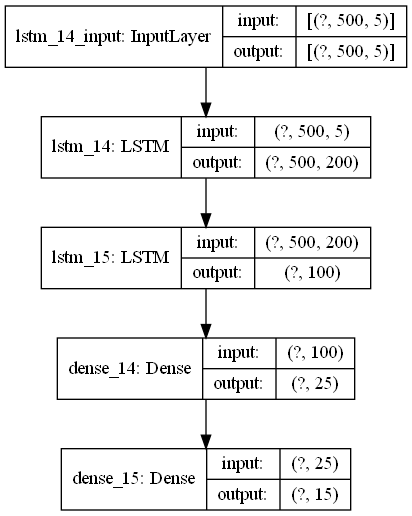 lstm_14_input: InputLayer
input: [(?, 500, 5)]
output: [(?, 500, 5)]
lstm_14: LSTM
input: (?, 500, 5)
output: (?, 500, 200)
lstm_15: LSTM
input: (?, 500, 200)
output: (?, 100)
dense_14: Dense
input: (?, 100)
output: (?, 25)
dense_15: Dense
input: (?, 25)
output: (?, 15)